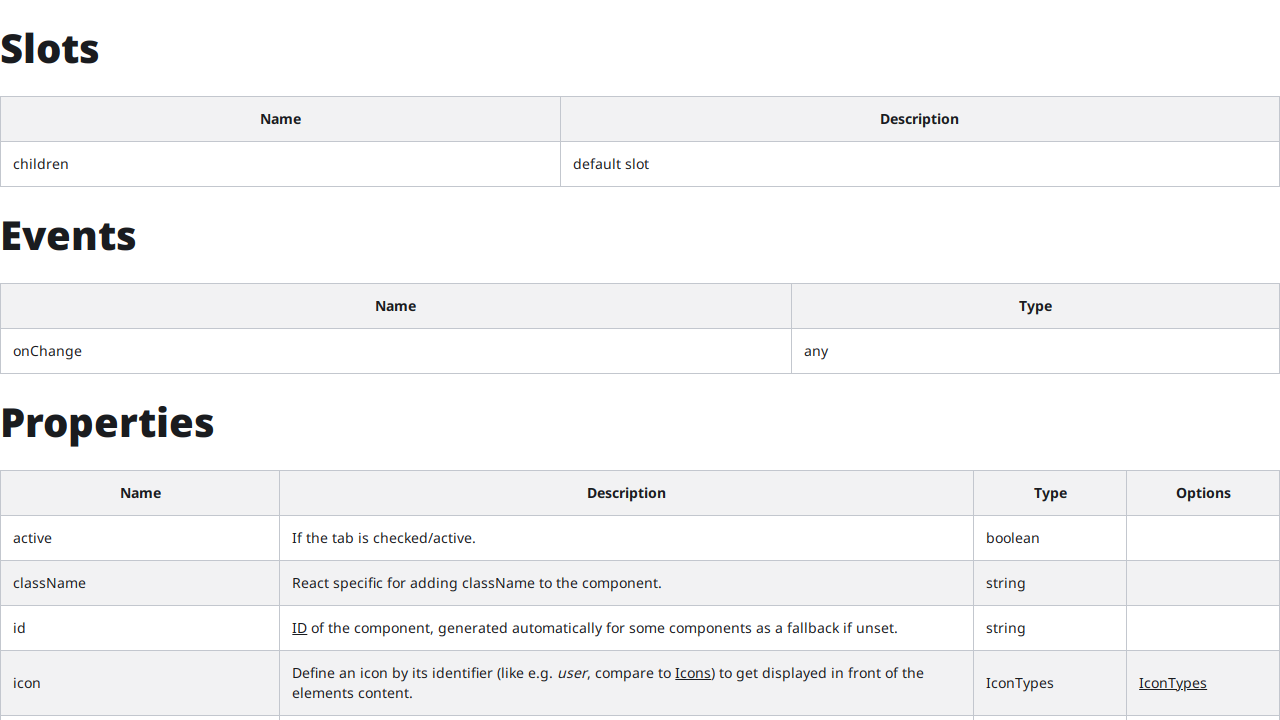 Slots
Name Description
children default slot
Events
Name Type
onChange any
Properties
Name Description Type Options
active If the tab is checked/active. boolean
className React specific for adding className to the component. string
id ID of the component, generated automatically for some components as a fallback if unset. string
Define an icon by its identifier (like e.g. user, compare to Icons) to get displayed in front of the
icon elements content. IconTypes IconTypes